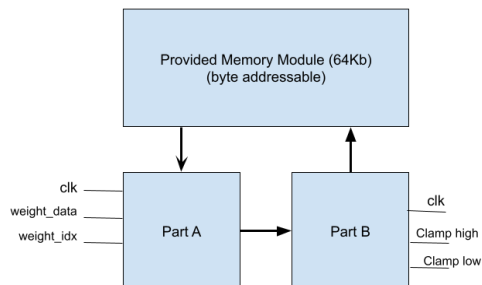 Provided Memory Module (64Kb)
(byte addressable)
clk
weight_data
weight_idx
Part A
Part B
clk
Clamp high
Clamp low